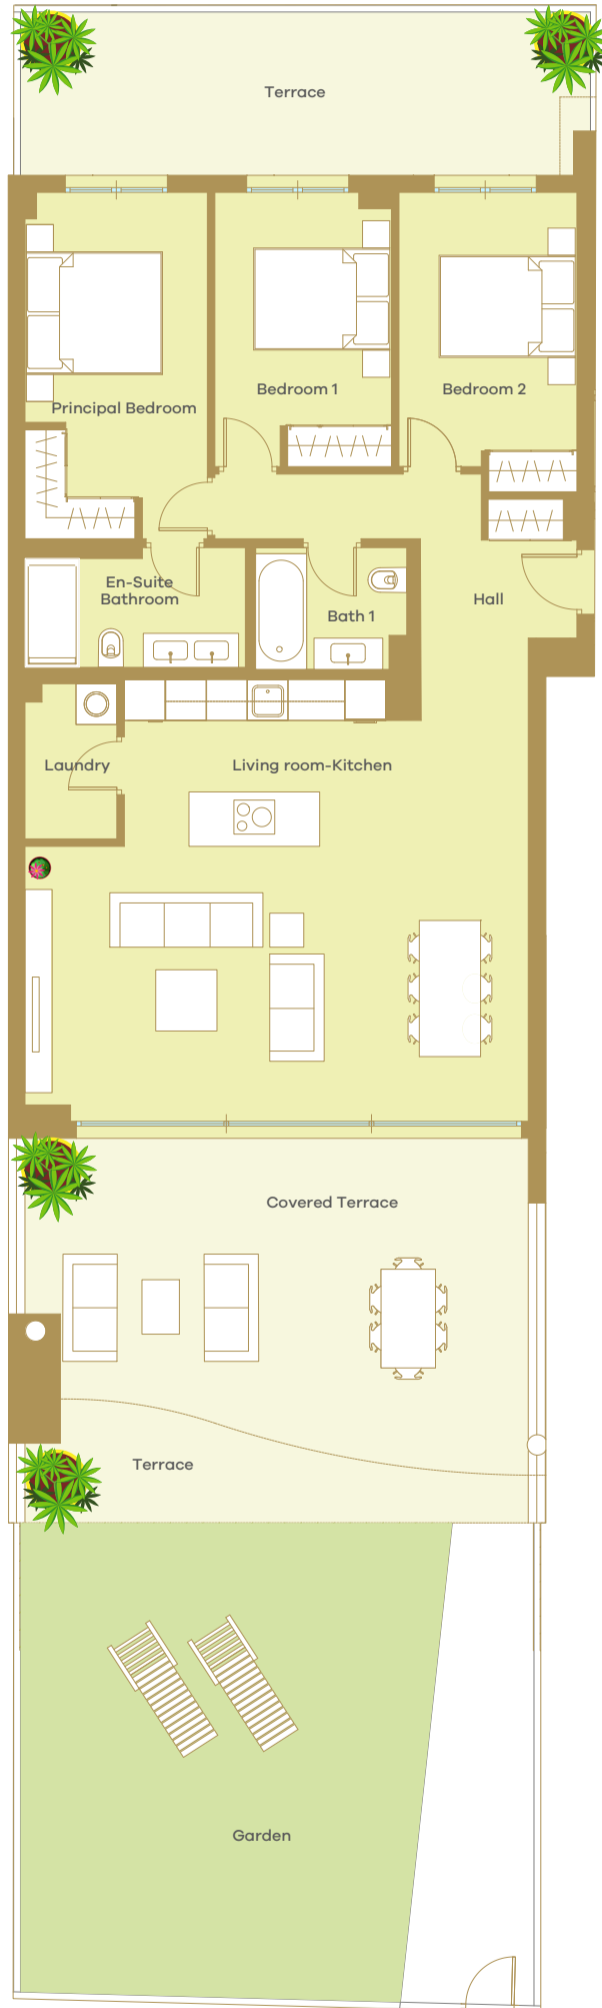 Terrace
Principal Bedroom
Bedroom 1
Bedroom 2
En-Suite
Bathroom
Bath 1
Hall
Laundry
Living room-Kitchen
Covered Terrace
Terrace
Garden